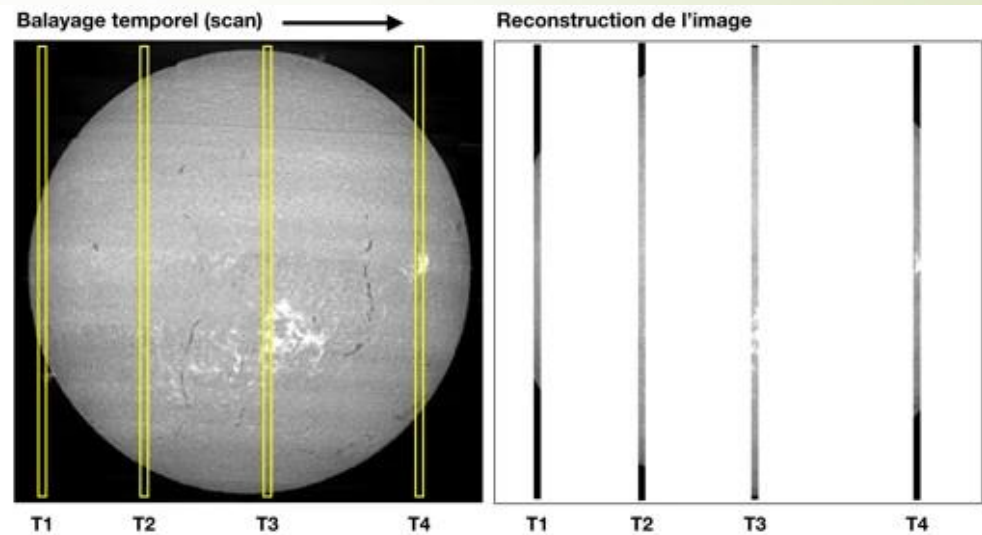 Balayage temporel (scan)
Reconstruction de l'image
T1 T2 T3 T4
T1 T2 T3 T4